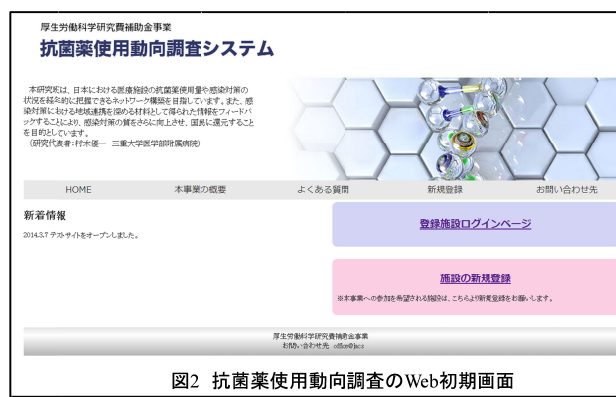 厚生労働科学研究費補助金事業
抗菌薬使用動向調査システム
本研究班は、日本における医療施設の抗菌薬使用量や感染対策の
状況を経年的に把握できるネットワーク構築を目指しています。また、感
染対策における地域連携を深める材料として得られた情報をフィードバ
ックすることにより、感染対策の質をさらに向上させ、国民に還元すること
を目的としています。
(研究代表者:村木優一 三重大学医学部附属病院)
HOME 本事業の概要 よくある質問 新規登録 お問い合わせ先
新着情報
2014.3.7 テストサイトをオープンしました。
登録施設ログインページ
施設の新規登録
※本事業への参加を希望される施設は、こちらより新規登録をお願いします。
厚生労働科学研究費補助金事業
お問い合わせ先 office@jacs
図2 抗菌薬使用動向調査のWeb初期画面